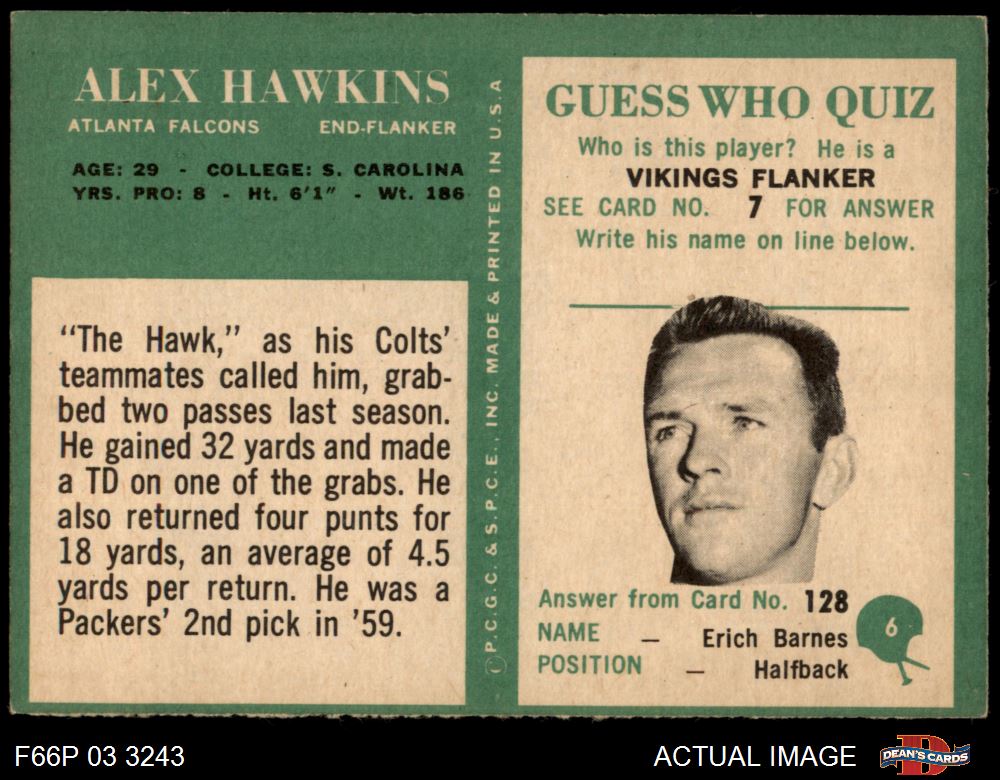 ALEX HAWKINS
ATLANTA FALCONS END-FLANKER
AGE: 29 - COLLEGE: S. CAROLINA
YRS. PRO: 8 - Ht. 6'1" - Wt. 186
"The Hawk," as his Colts'
teammates called him, grab-
bed two passes last season.
He gained 32 yards and made
a TD on one of the grabs. He
also returned four punts for
18 yards, an average of 4.5
yards per return. He was a
Packers' 2nd pick in '59.
©P.C.G.C. & S.P.C.E., INC. MADE & PRINTED IN U.S.A
GUESS WHO QUIZ
Who is this player? He is a
VIKINGS FLANKER
SEE CARD NO. 7 FOR ANSWER
Write his name on line below.
Answer from Card No. 128
NAME — Erich Barnes
POSITION — Halfback
6
F66P 03 3243
ACTUAL IMAGE
DEAN'S CARDS